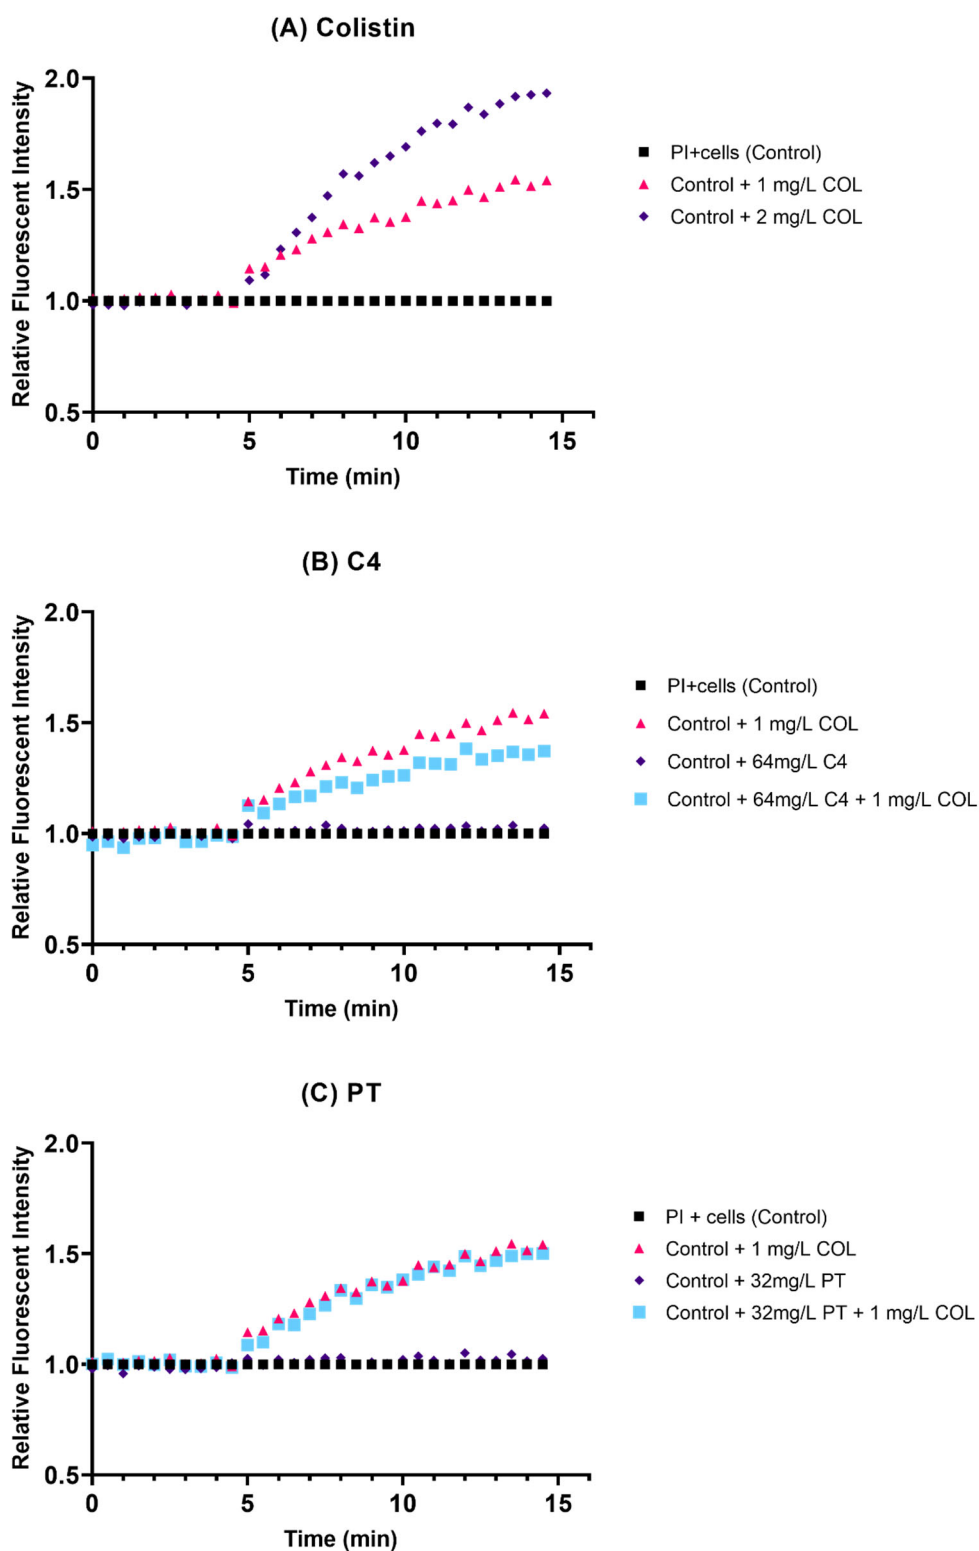 (A) Colistin
Relative Fluorescent Intensity
2.0
1.5
1.0
0.5
0
5
10
15
Time (min)
PI+cells (Control)
Control + 1 mg/L COL
Control + 2 mg/L COL
(B) C4
Relative Fluorescent Intensity
2.0
1.5
1.0
0.5
0
5
10
15
Time (min)
PI+cells (Control)
Control + 1 mg/L COL
Control + 64mg/L C4
Control + 64mg/L C4 + 1 mg/L COL
(C) PT
Relative Fluorescent Intensity
2.0
1.5
1.0
0.5
0
5
10
15
Time (min)
PI + cells (Control)
Control + 1 mg/L COL
Control + 32mg/L PT
Control + 32mg/L PT + 1 mg/L COL